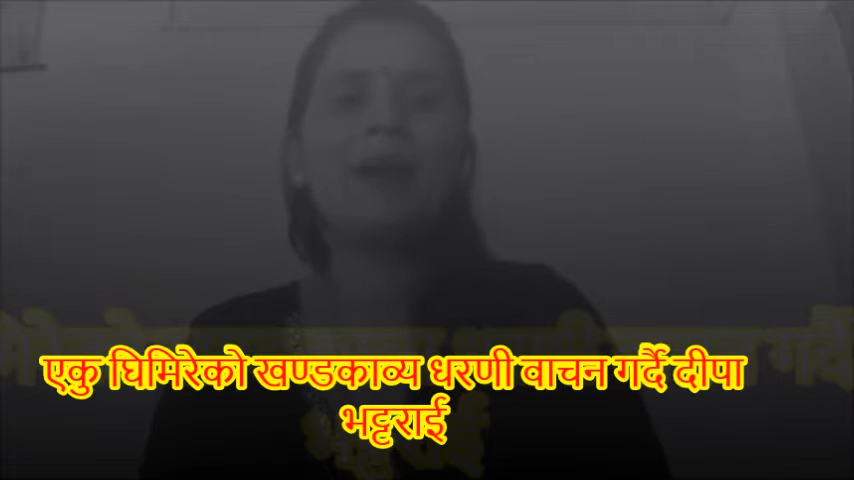 एकु घिमिरेको खण्डकाव्य धरणी वाचन गर्दै दीपा
भट्टराई